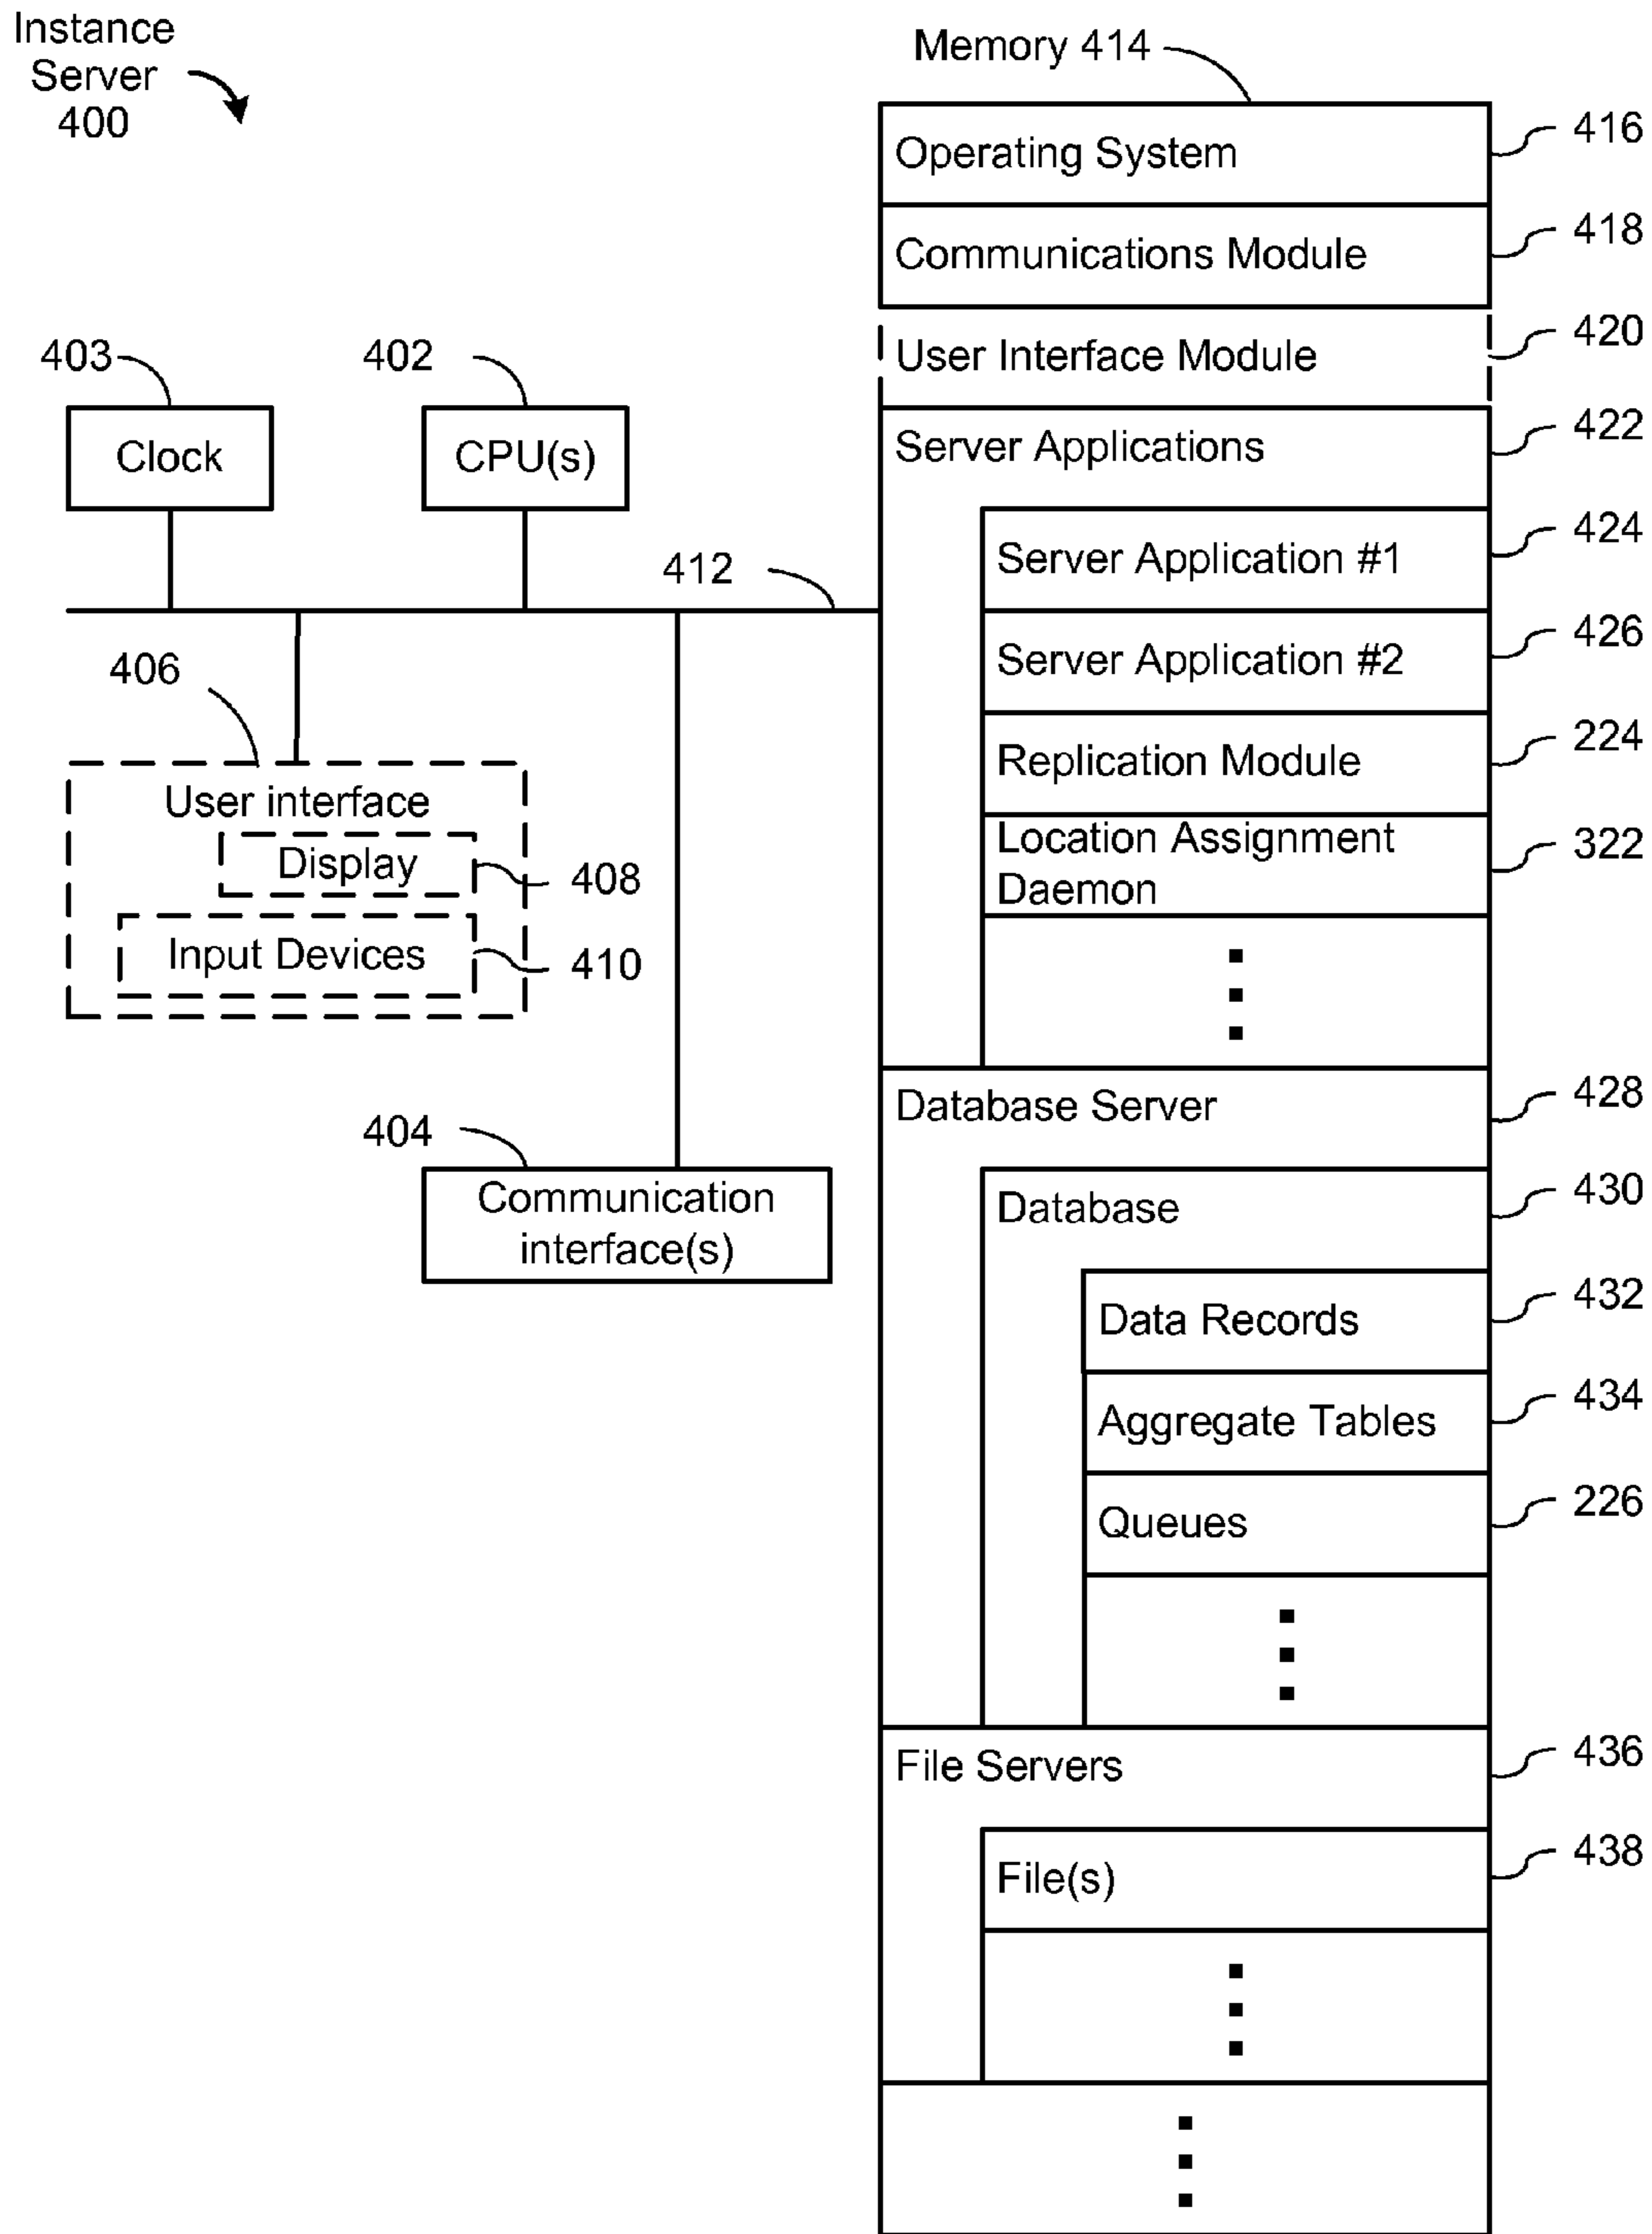 Instance
Server
400
Memory 414
Operating System
416
Communications Module
418
User Interface Module
420
403
402
Clock
CPU(s)
Server Applications
422
Server Application #1
424
412
Server Application #2
426
406
Replication Module
224
User interface
Location Assignment
Daemon
322
Display
408
Input Devices
410
Database Server
428
404
Communication
interface(s)
Database
430
Data Records
432
Aggregate Tables
434
Queues
226
File Servers
436
File(s)
438